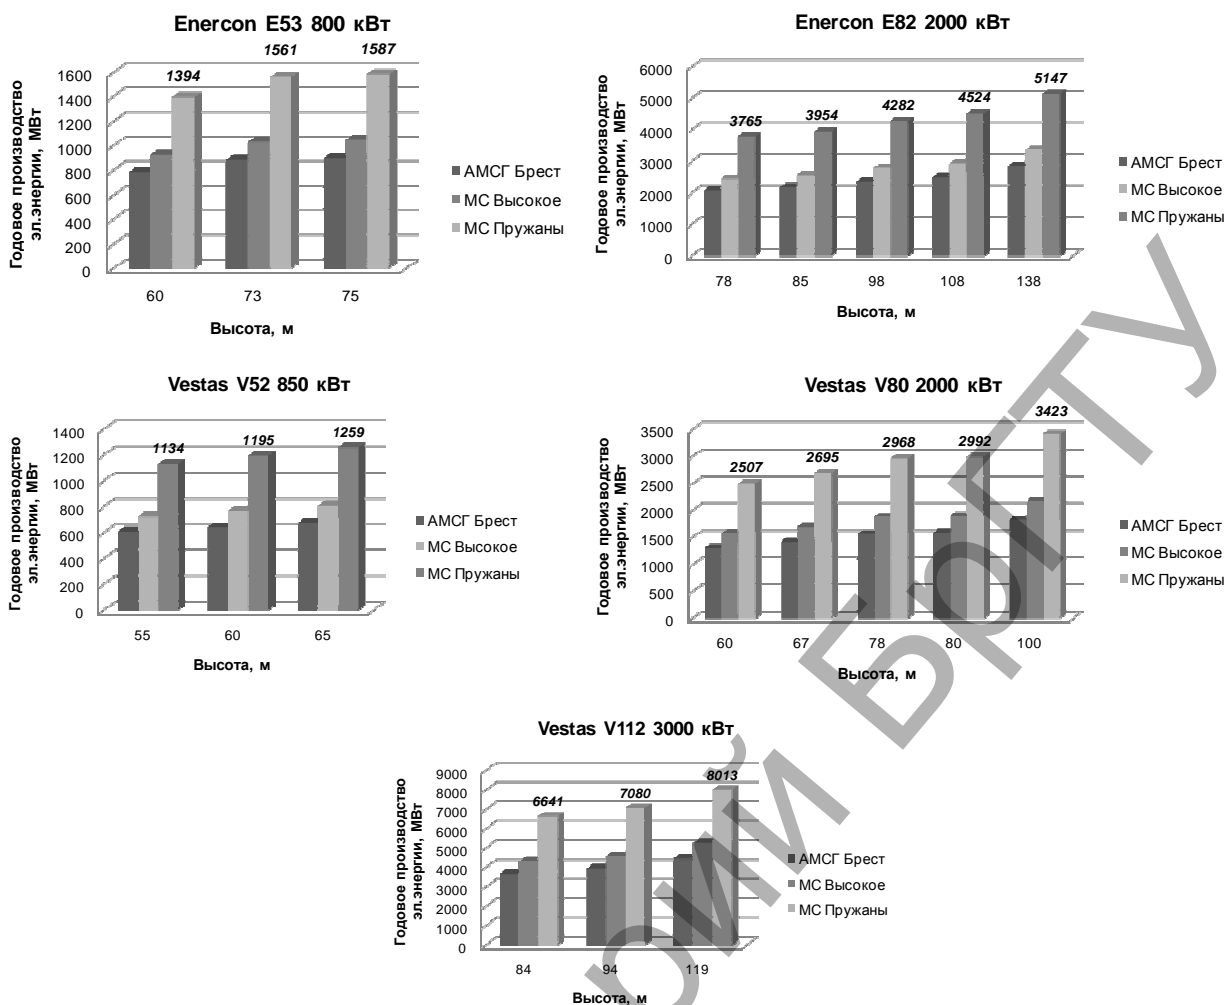 Enercon E53 800 кВт
Годовое производство
эл.энергии, МВт
1600
1400
1200
1000
800
600
400
200
0
1394
1561
1587
60
73
75
Высота, м
АМСГ Брест
МС Высокое
МС Пружаны
Enercon E82 2000 кВт
Годовое производство
эл.энергии, МВт
6000
5000
4000
3000
2000
1000
0
3765
3954
4282
4524
5147
78
85
98
108
138
Высота, м
АМСГ Брест
МС Высокое
МС Пружаны
Vestas V52 850 кВт
Годовое производство
эл.энергии, МВт
1400
1200
1000
800
600
400
200
0
1134
1195
1259
55
60
65
Высота, м
АМСГ Брест
МС Высокое
МС Пружаны
Vestas V80 2000 кВт
Годовое производство
эл.энергии, МВт
3500
3000
2500
2000
1500
1000
500
0
2507
2695
2968
2992
3423
60
67
78
80
100
Высота, м
АМСГ Брест
МС Высокое
МС Пружаны
Vestas V112 3000 кВт
Годовое производство
эл.энергии, МВт
9000
8000
7000
6000
5000
4000
3000
2000
1000
0
6641
7080
8013
84
94
119
Высота, м
АМСГ Брест
МС Высокое
МС Пружаны
БрГТУ